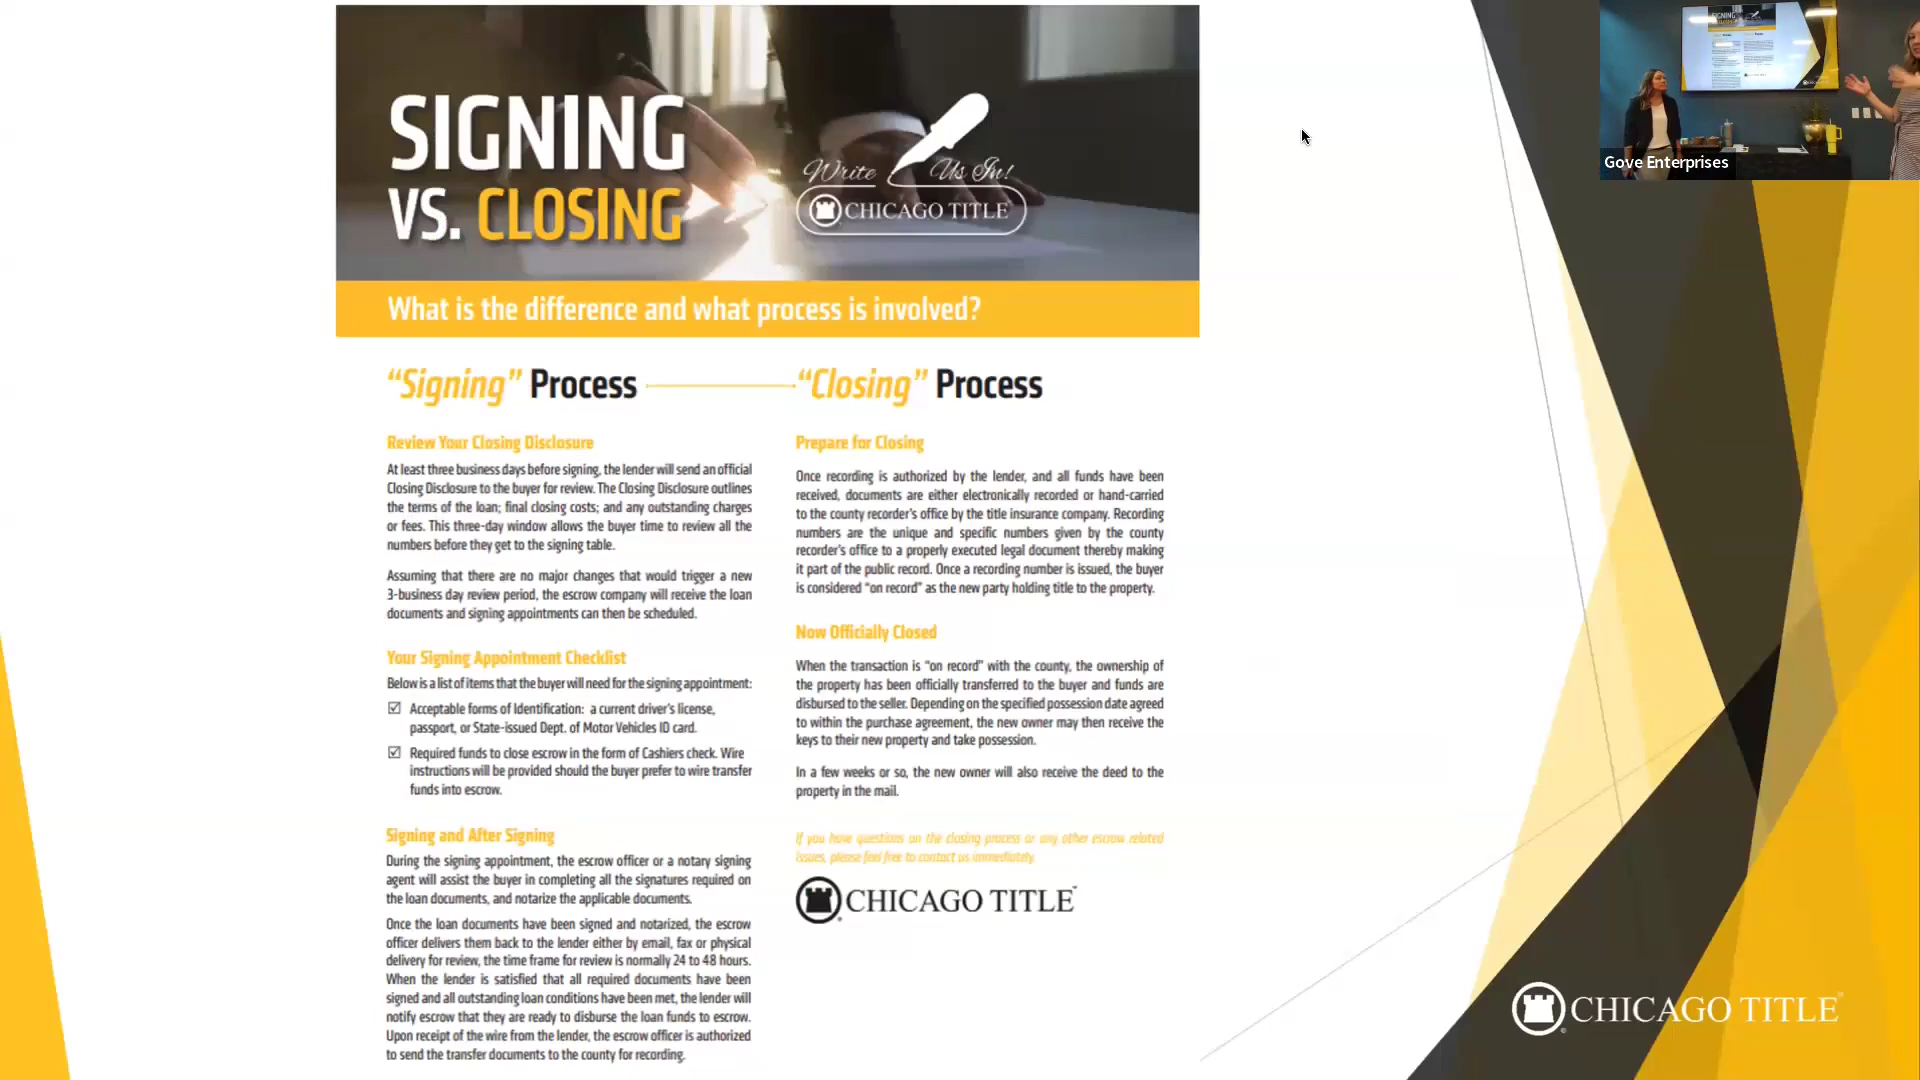 SIGNING
VS. CLOSING
Write Us In!
CHICAGO TITLE
What is the difference and what process is involved?
“Signing” Process
Review Your Closing Disclosure
At least three business days before signing, the lender will send an official
Closing Disclosure to the buyer for review. The Closing Disclosure outlines
the terms of the loan; final closing costs; and any outstanding charges
or fees. This three-day window allows the buyer time to review all the
numbers before they get to the signing table.
Assuming that there are no major changes that would trigger a new
3-business day review period, the escrow company will receive the loan
documents and signing appointments can then be scheduled.
Your Signing Appointment Checklist
Below is a list of items that the buyer will need for the signing appointment:
Acceptable forms of Identification: a current driver's license,
passport, or State-issued Dept. of Motor Vehicles ID card.
Required funds to close escrow in the form of Cashiers check. Wire
instructions will be provided should the buyer prefer to wire transfer
funds into escrow.
Signing and After Signing
During the signing appointment, the escrow officer or a notary signing
agent will assist the buyer in completing all the signatures required on
the loan documents, and notarize the applicable documents.
Once the loan documents have been signed and notarized, the escrow
officer delivers them back to the lender either by email, fax or physical
delivery for review, the time frame for review is normally 24 to 48 hours.
When the lender is satisfied that all required documents have been
signed and all outstanding loan conditions have been met, the lender will
notify escrow that they are ready to disburse the loan funds to escrow.
Upon receipt of the wire from the lender, the escrow officer is authorized
to send the transfer documents to the county for recording.
“Closing” Process
Prepare for Closing
Once recording is authorized by the lender, and all funds have been
received, documents are either electronically recorded or hand-carried
to the county recorder's office by the title insurance company. Recording
numbers are the unique and specific numbers given by the county
recorder's office to a properly executed legal document thereby making
it part of the public record. Once a recording number is issued, the buyer
is considered “on record” as the new party holding title to the property.
Now Officially Closed
When the transaction is “on record” with the county, the ownership of
the property has been officially transferred to the buyer and funds are
disbursed to the seller. Depending on the specified possession date agreed
to within the purchase agreement, the new owner may then receive the
keys to their new property and take possession.
In a few weeks or so, the new owner will also receive the deed to the
property in the mail.
If you have questions on the closing process or any other escrow related
issues, please feel free to contact us immediately.
CHICAGO TITLE
Gove Enterprises
CHICAGO TITLE